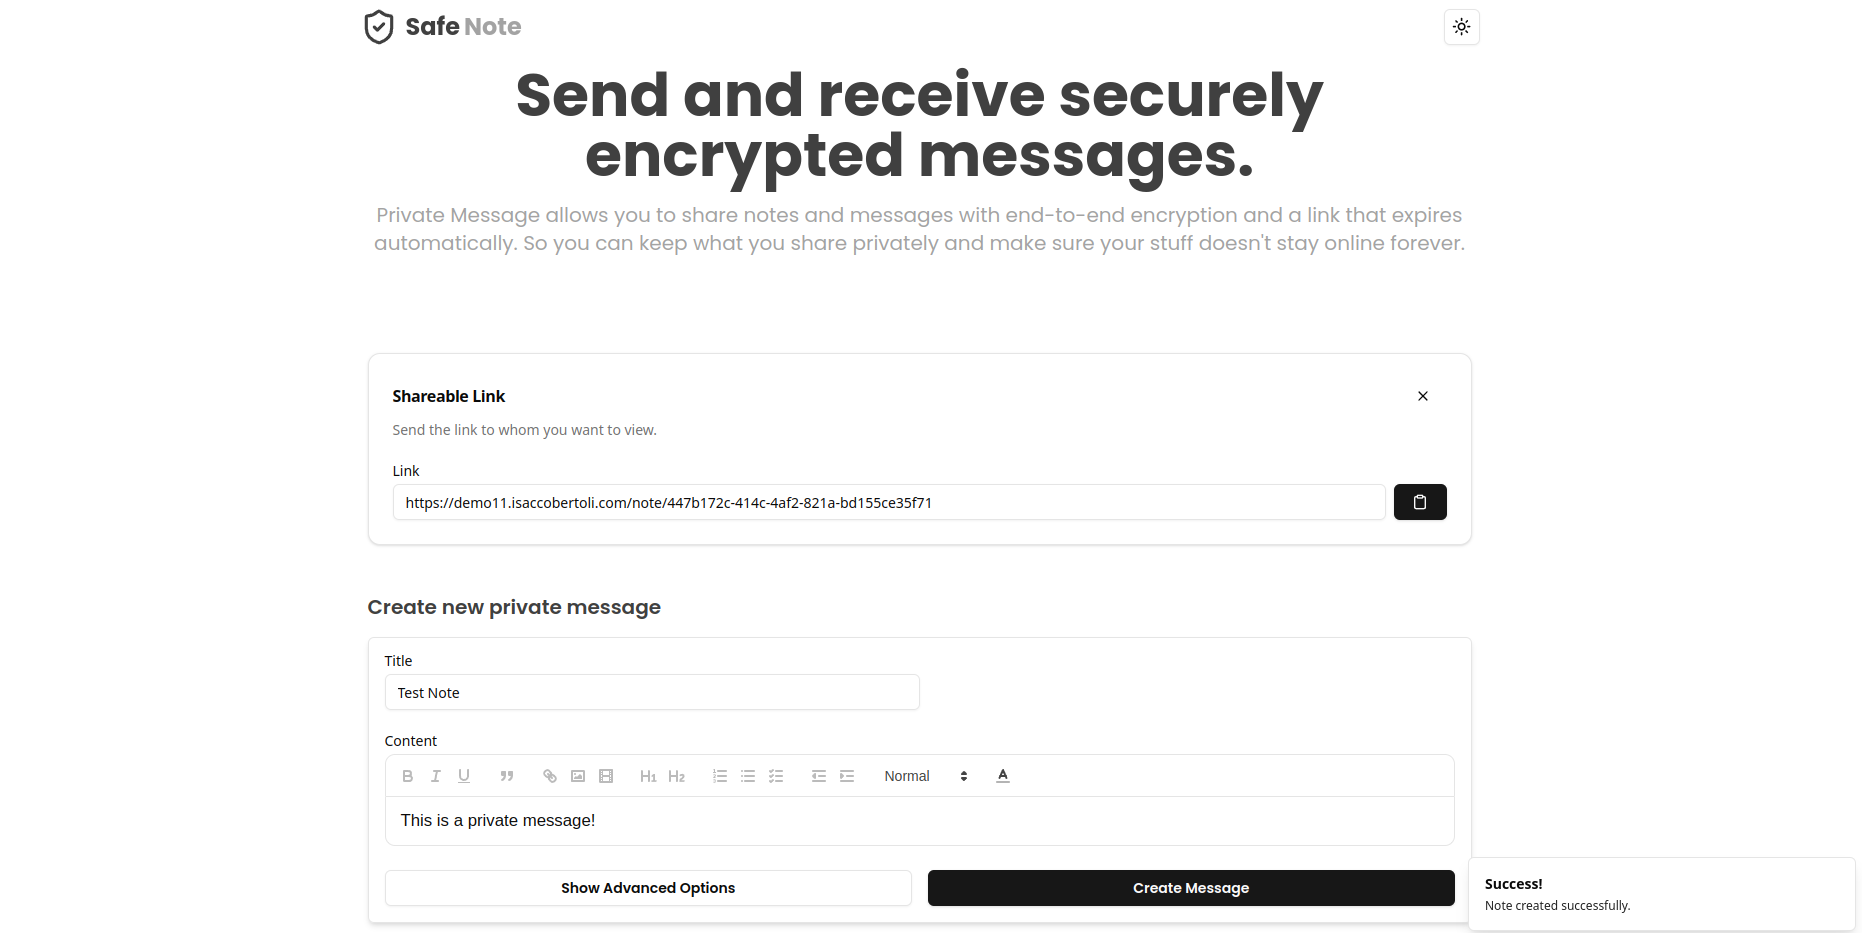 Safe Note
Send and receive securely
encrypted messages.
Private Message allows you to share notes and messages with end-to-end encryption and a link that expires
automatically. So you can keep what you share privately and make sure your stuff doesn't stay online forever.
Shareable Link
Send the link to whom you want to view.
Link
https://demo11.isaccobertoli.com/note/447b172c-414c-4af2-821a-bd155ce35f71
Create new private message
Title
Test Note
Content
B I U H1 H2 Normal A
This is a private message!
Show Advanced Options
Create Message
Success!
Note created successfully.